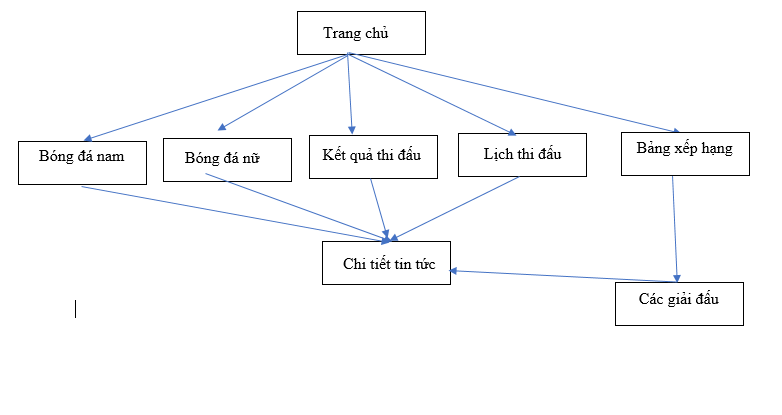 Trang chủ
Bóng đá nam
Bóng đá nữ
Kết quả thi đấu
Lịch thi đấu
Bảng xếp hạng
Chi tiết tin tức
Các giải đấu